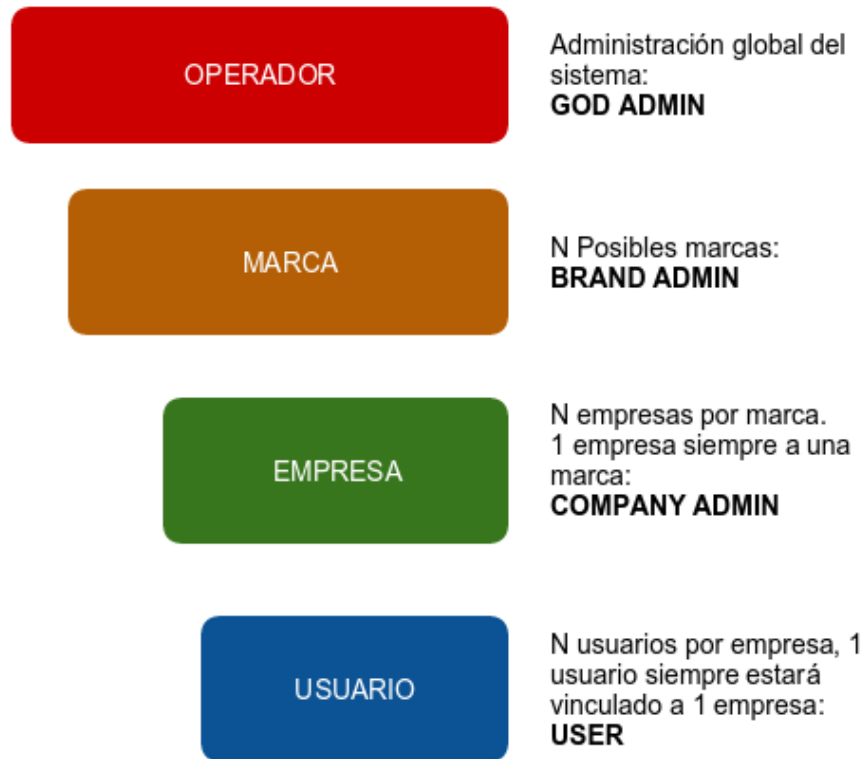 OPERADOR
Administración global del
sistema:
GOD ADMIN
MARCA
N Posibles marcas:
BRAND ADMIN
EMPRESA
N empresas por marca.
1 empresa siempre a una
marca:
COMPANY ADMIN
USUARIO
N usuarios por empresa, 1
usuario siempre estará
vinculado a 1 empresa:
USER